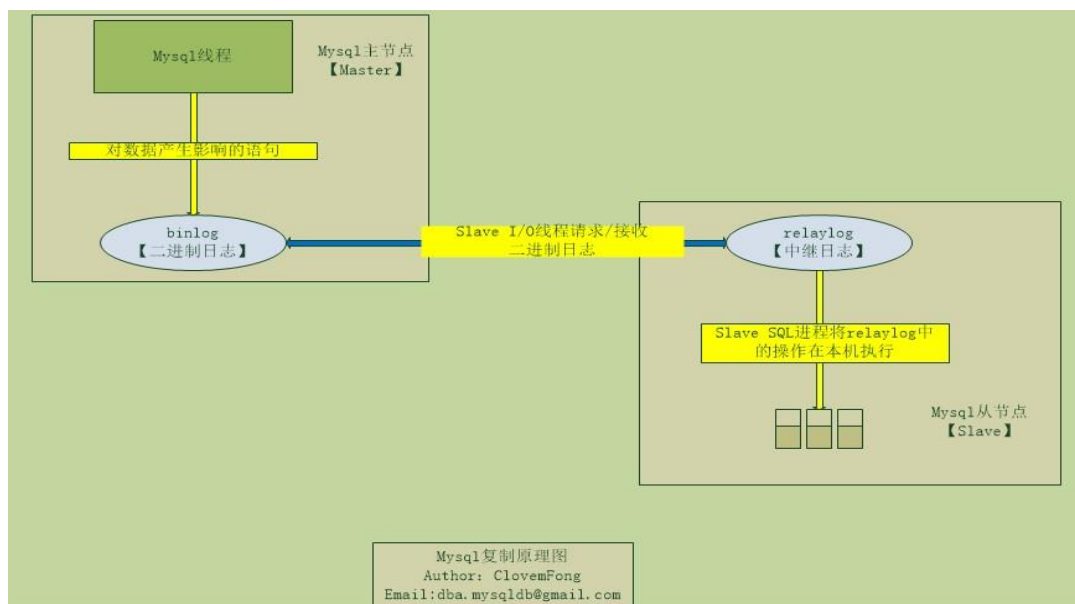 Mysql线程
Mysql主节点
【Master】
对数据产生影响的语句
binlog
【二进制日志】
Slave I/O线程请求/接收
二进制日志
relaylog
【中继日志】
Slave SQL进程将relaylog中
的操作在本机执行
Mysql从节点
【Slave】
Mysql复制原理图
Author: ClovemFong
Email:dba.mysqldb@gmail.com